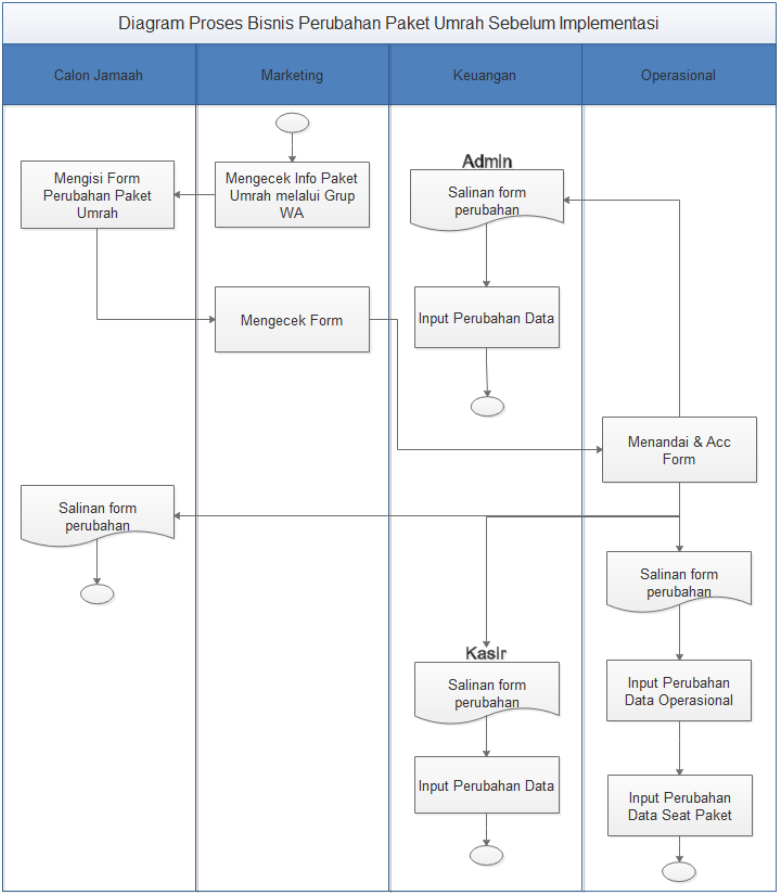 Diagram Proses Bisnis Perubahan Paket Umrah Sebelum Implementasi
Calon Jamaah
Marketing
Keuangan
Operasional
Mengisi Form
Perubahan Paket
Umrah
Mengecek Info Paket
Umrah melalui Grup
WA
Admin
Salinan form
perubahan
Mengecek Form
Input Perubahan Data
Menandai & Acc
Form
Salinan form
perubahan
Salinan form
perubahan
Kasir
Salinan form
perubahan
Input Perubahan
Data Operasional
Input Perubahan Data
Input Perubahan
Data Seat Paket